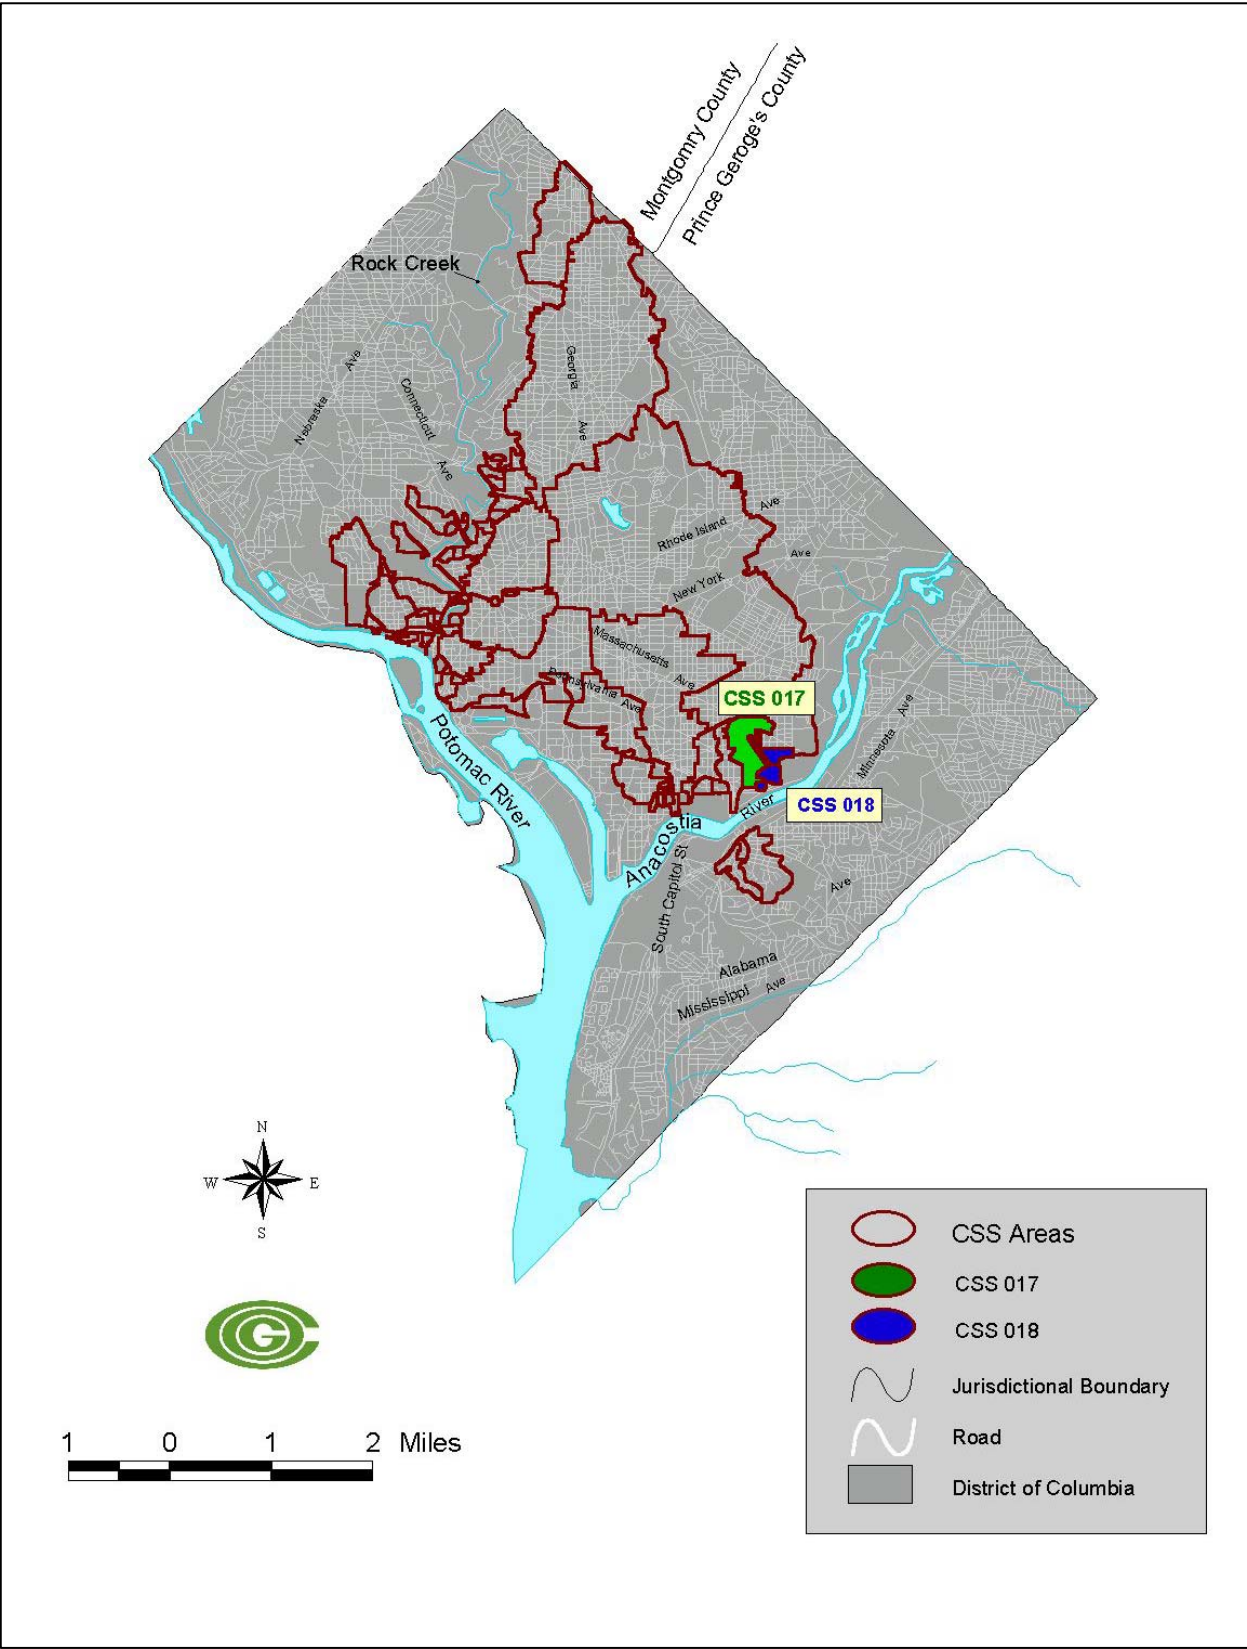 Montgomry County
Prince Geroge's County
Rock Creek
Georgia
Ave
Nebraska
Ave
Connecticut
Ave
Rhode Island
Ave
New York
Ave
Massachusetts
Ave
Pennsylvania
Ave
CSS 017
CSS 018
Minnesota
Ave
Potomac River
Anacostia
River
South Capitol St
Ave
Alabama
Mississippi
Ave
N
W
E
S
COG
1 0 1 2 Miles
CSS Areas
CSS 017
CSS 018
Jurisdictional Boundary
Road
District of Columbia